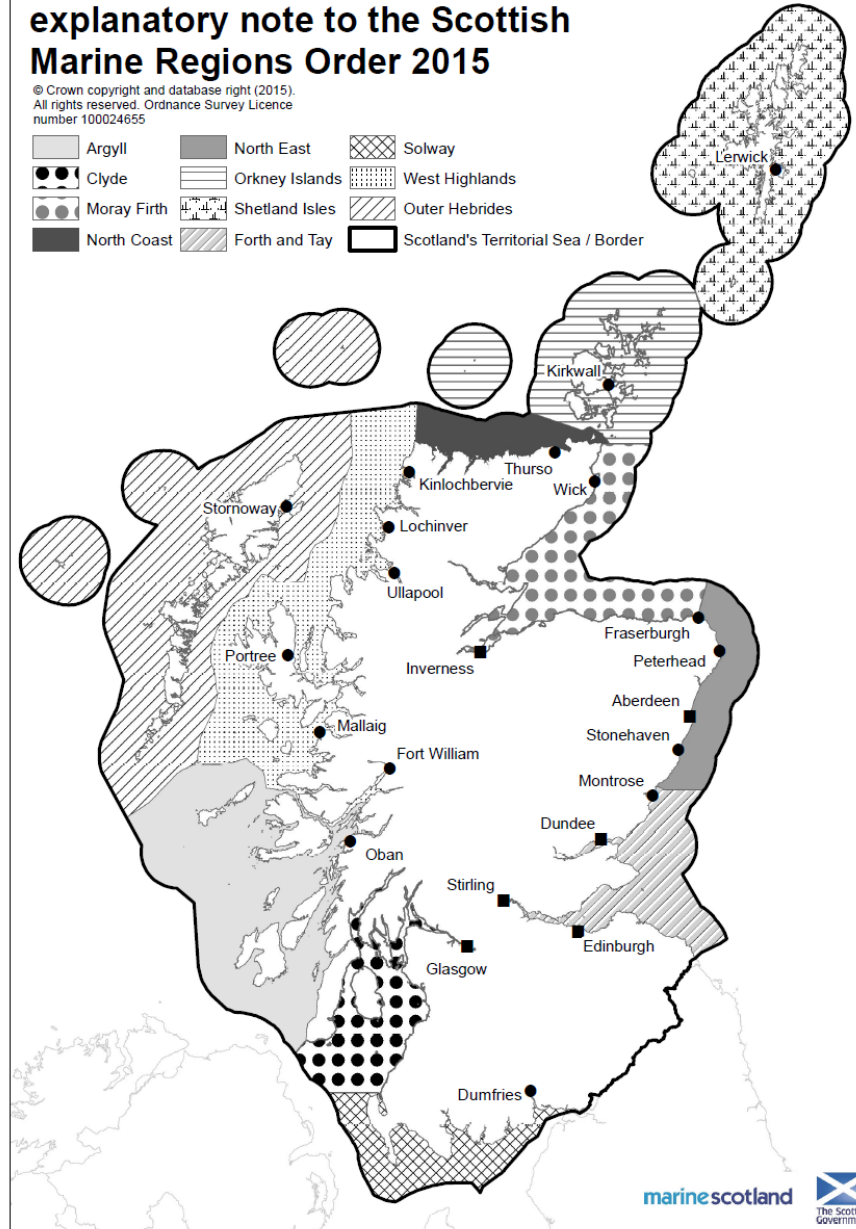 explanatory note to the Scottish
Marine Regions Order 2015
© Crown copyright and database right (2015).
All rights reserved. Ordnance Survey Licence
number 100024655
Argyll
North East
Solway
Clyde
Orkney Islands
West Highlands
Moray Firth
Shetland Isles
Outer Hebrides
North Coast
Forth and Tay
Scotland's Territorial Sea / Border
Lerwick
Kirkwall
Thurso
Kinlochbervie
Wick
Stornoway
Lochinver
Ullapool
Fraserburgh
Portree
Inverness
Peterhead
Aberdeen
Mallaig
Stonehaven
Fort William
Montrose
Dundee
Oban
Stirling
Edinburgh
Glasgow
Dumfries
marinescotland
The Scott
Governm